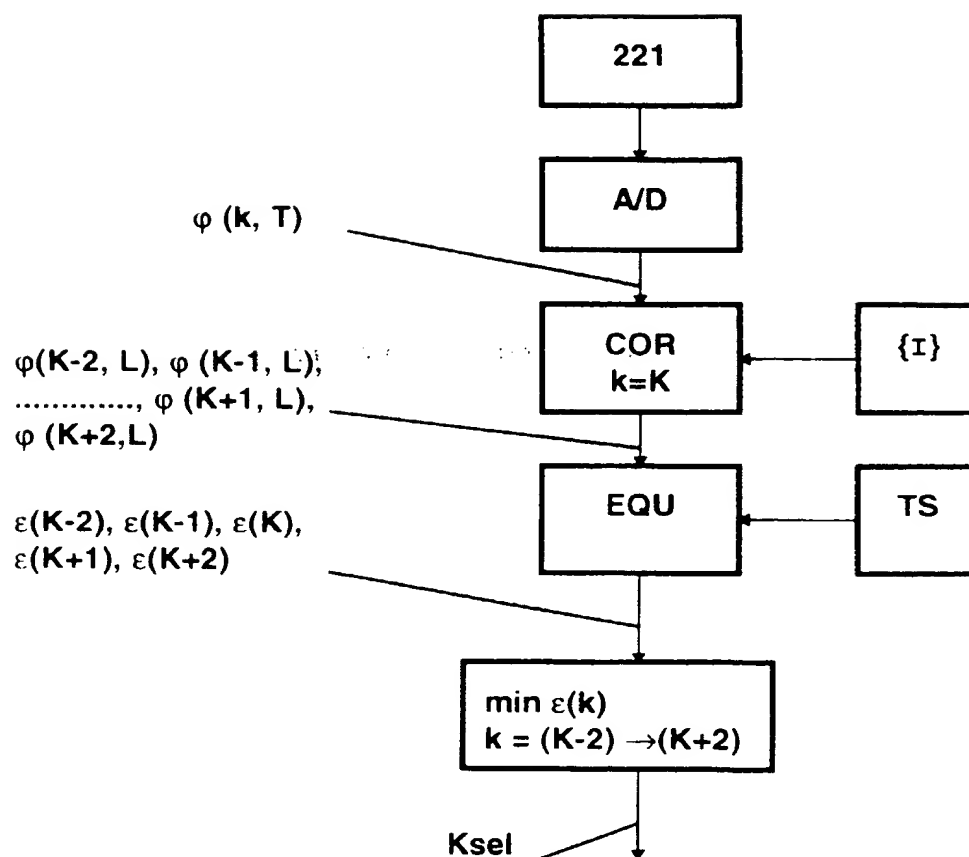 221
A/D
φ (k, T)
COR
k=K
{I}
φ(K-2, L), φ (K-1, L),
............., φ (K+1, L),
φ (K+2,L)
EQU
TS
ε(K-2), ε(K-1), ε(K),
ε(K+1), ε(K+2)
min ε(k)
k = (K-2) →(K+2)
Ksel